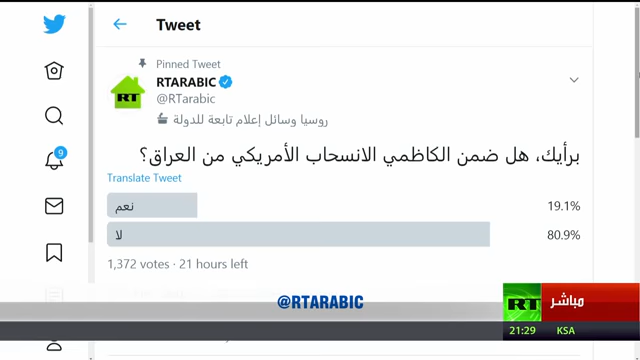 Tweet
Pinned Tweet
RTARABIC
@RTarabic
روسيا وسائل إعلام تابعة للدولة
برأيك، هل ضمن الكاظمي الانسحاب الأمريكي من العراق؟
Translate Tweet
نعم 19.1%
لا 80.9%
1,372 votes · 21 hours left
9
@RTARABIC
RT مباشر
21:29 KSA